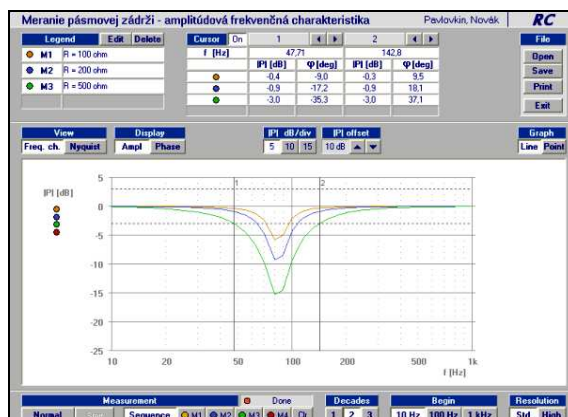 Meranie pásmovej zádrži - amplitúdová frekvenčná charakteristika Pavlovkin, Novák RC
Legend Edit Delete
M1 R = 100 ohm
M2 R = 200 ohm
M3 R = 500 ohm
Cursor On 1 2
f [Hz] 47,71 142,8
|P| [dB] φ [deg] |P| [dB] φ [deg]
-0,4 -9,0 -0,3 9,5
-0,9 -17,2 -0,9 18,1
-3,0 -35,3 -3,0 37,1
File
Open
Save
Print
Exit
View Display |P| dB/div |P| offset Graph
Freq. ch. Nyquist Ampl Phase 5 10 15 10 dB Line Point
|P| [dB]
1 2
5
0
-5
-10
-15
-20
-25
10 20 40 60 100 200 400 600 1k
f [Hz]
Measurement Done Decades Begin Resolution
Normal Sequence M1 M2 M3 M4 1 2 3 10 Hz 100 Hz 1 kHz Std High